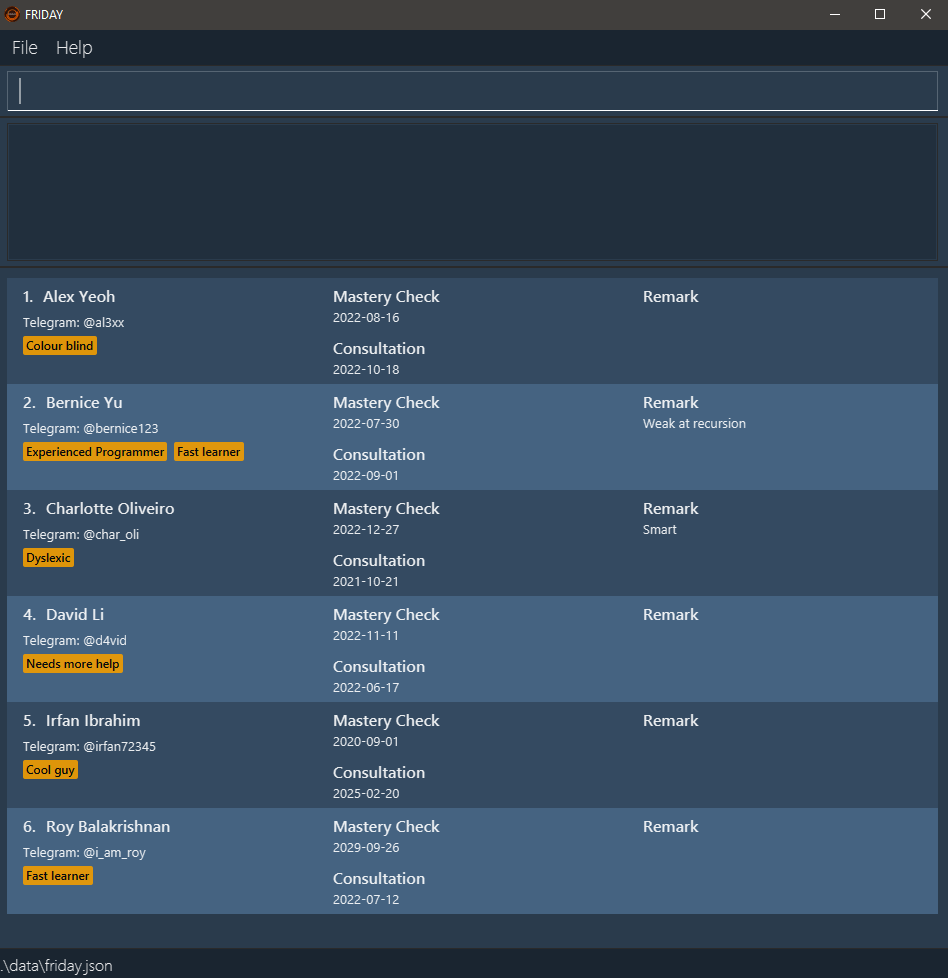 FRIDAY
File Help
1. Alex Yeoh
Telegram: @al3xx
Colour blind
Mastery Check
2022-08-16
Consultation
2022-10-18
Remark
2. Bernice Yu
Telegram: @bernice123
Experienced Programmer Fast learner
Mastery Check
2022-07-30
Consultation
2022-09-01
Remark
Weak at recursion
3. Charlotte Oliveiro
Telegram: @char_oli
Dyslexic
Mastery Check
2022-12-27
Consultation
2021-10-21
Remark
Smart
4. David Li
Telegram: @d4vid
Needs more help
Mastery Check
2022-11-11
Consultation
2022-06-17
Remark
5. Irfan Ibrahim
Telegram: @irfan72345
Cool guy
Mastery Check
2020-09-01
Consultation
2025-02-20
Remark
6. Roy Balakrishnan
Telegram: @i_am_roy
Fast learner
Mastery Check
2029-09-26
Consultation
2022-07-12
Remark
.\data\friday.json